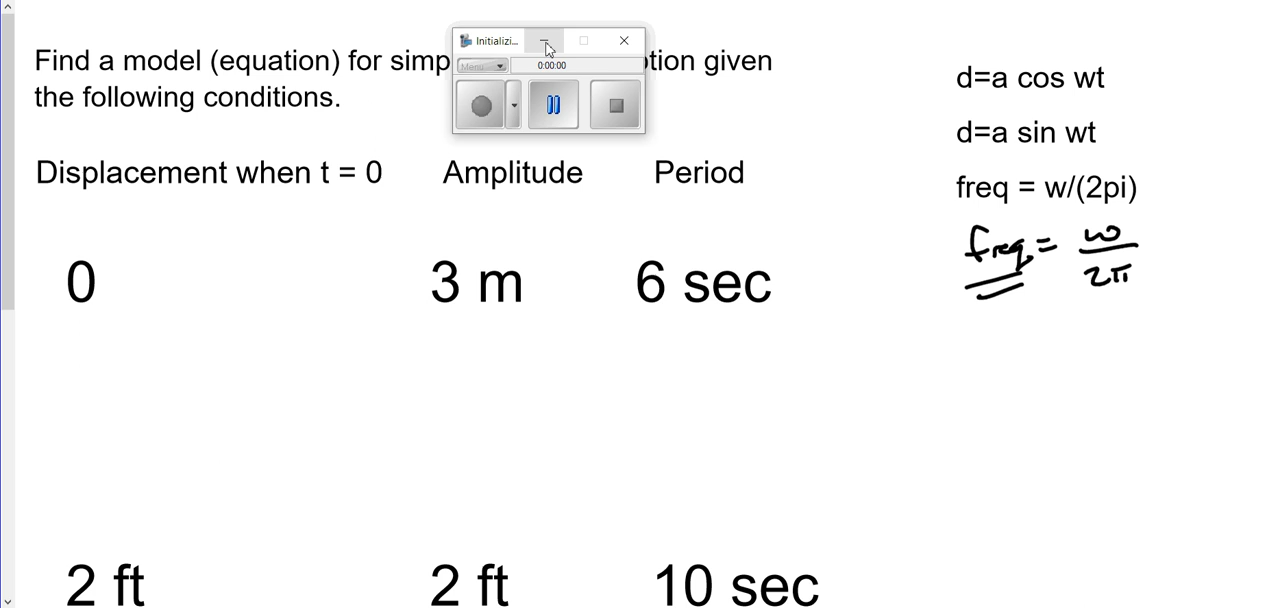 Initializi...
Menu
0:00:00
Find a model (equation) for simp tion given
the following conditions.
Displacement when t = 0 Amplitude Period
0 3 m 6 sec
2 ft 2 ft 10 sec
d=a cos wt
d=a sin wt
freq = w/(2pi)
freq. = w/2π